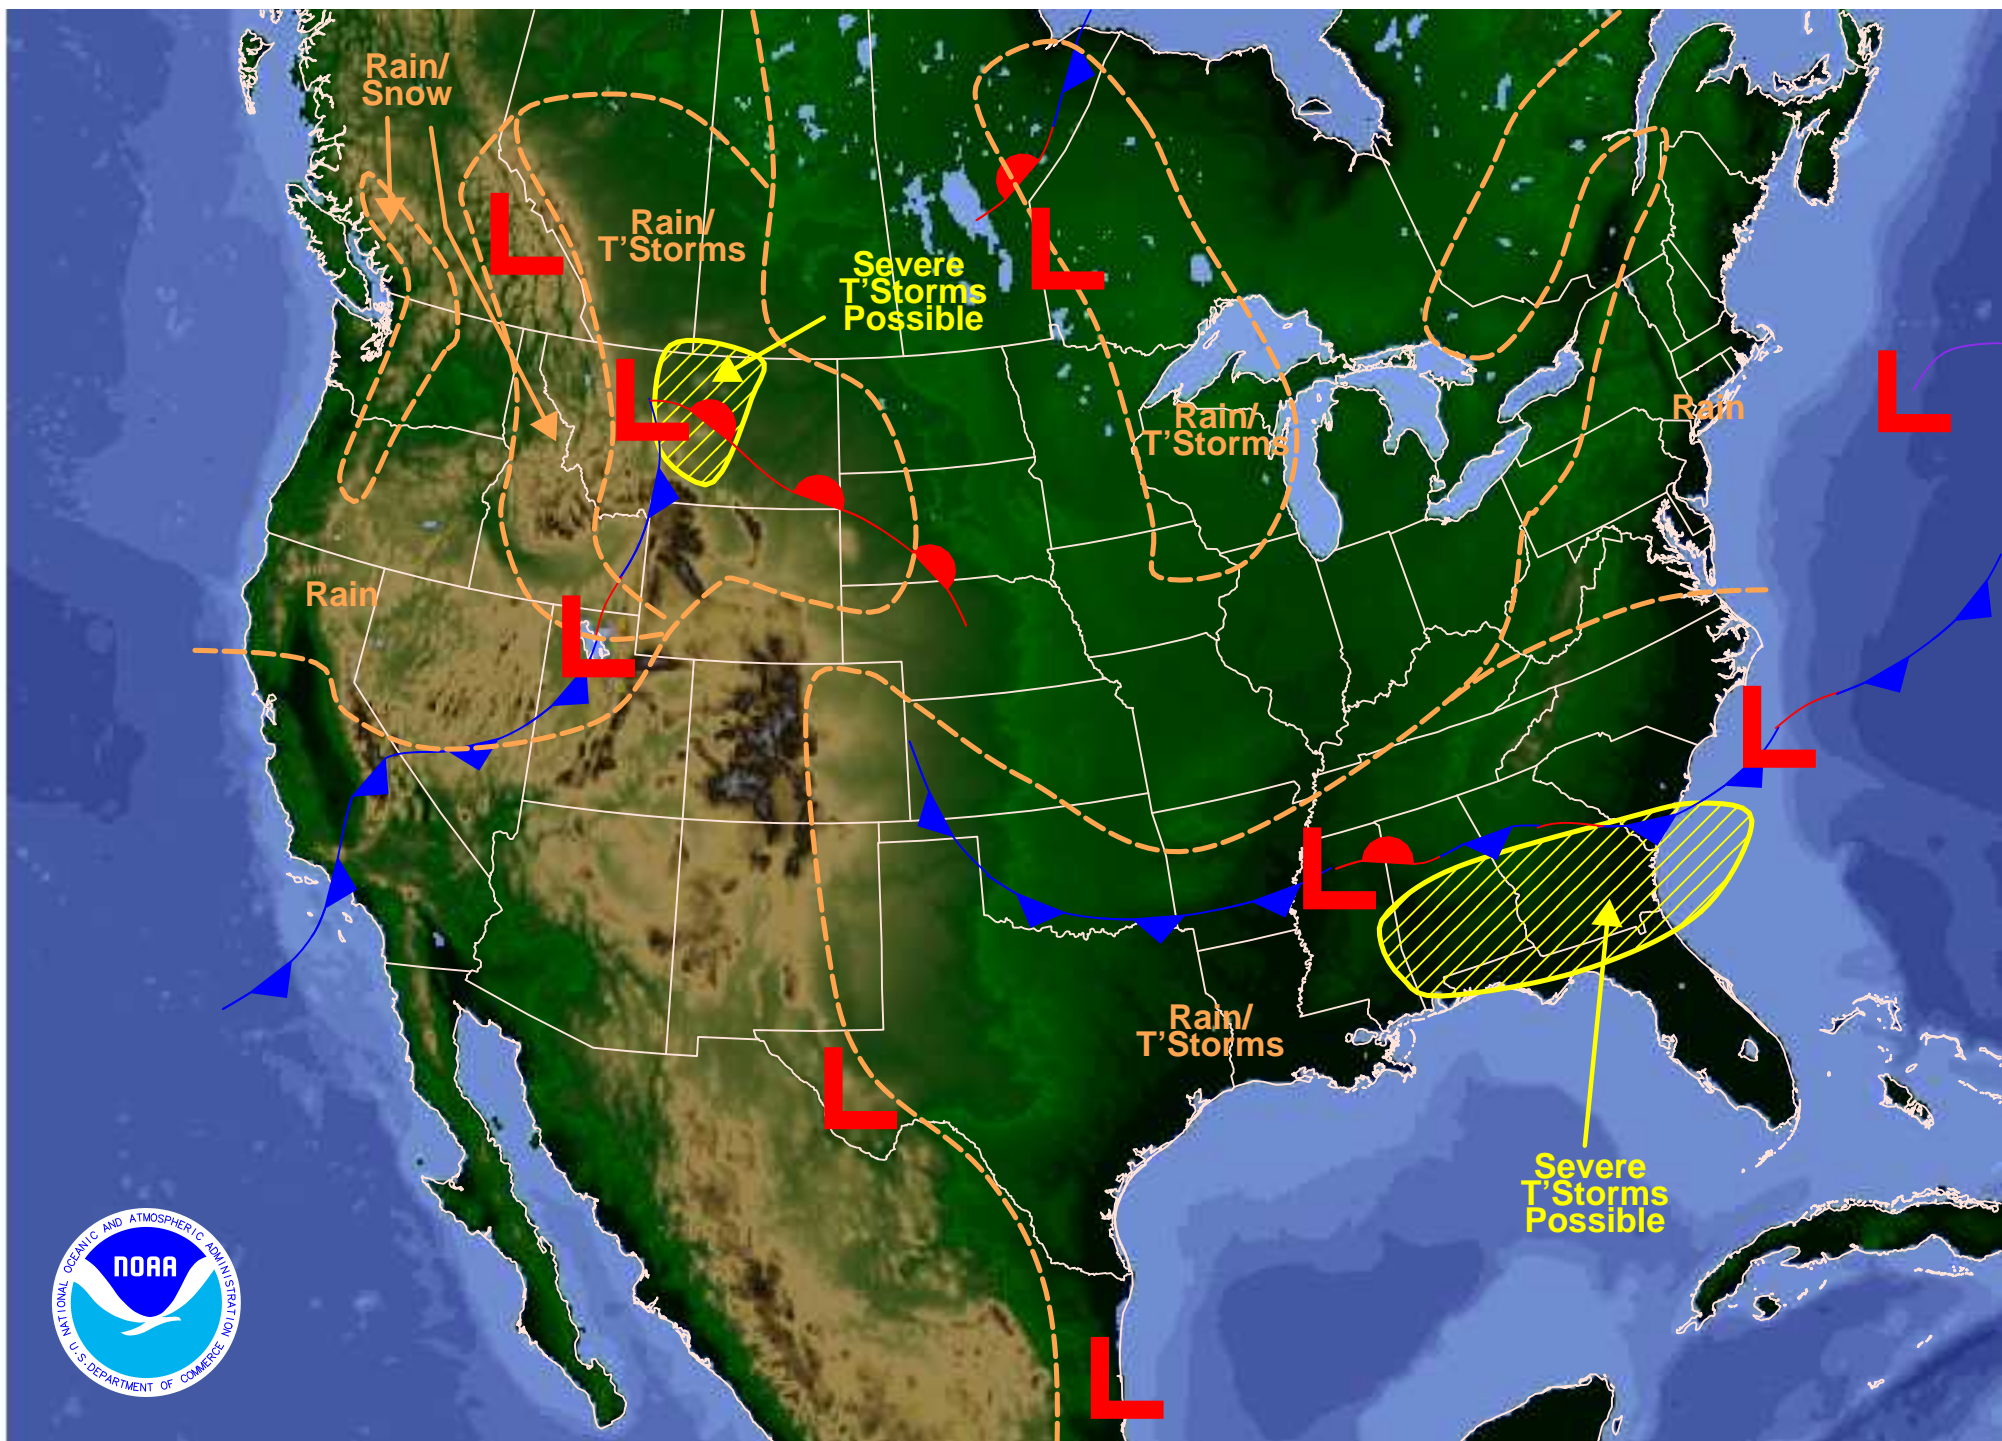 Rain/
Snow
Rain/
T'Storms
Severe
T'Storms
Possible
L
L
L
L
Rain/
T'Storms
Rain
Rain
L
L
L
Rain/
T'Storms
L
L
Severe
T'Storms
Possible
L
NATIONAL OCEANIC AND ATMOSPHERIC ADMINISTRATION
NOAA
U.S. DEPARTMENT OF COMMERCE